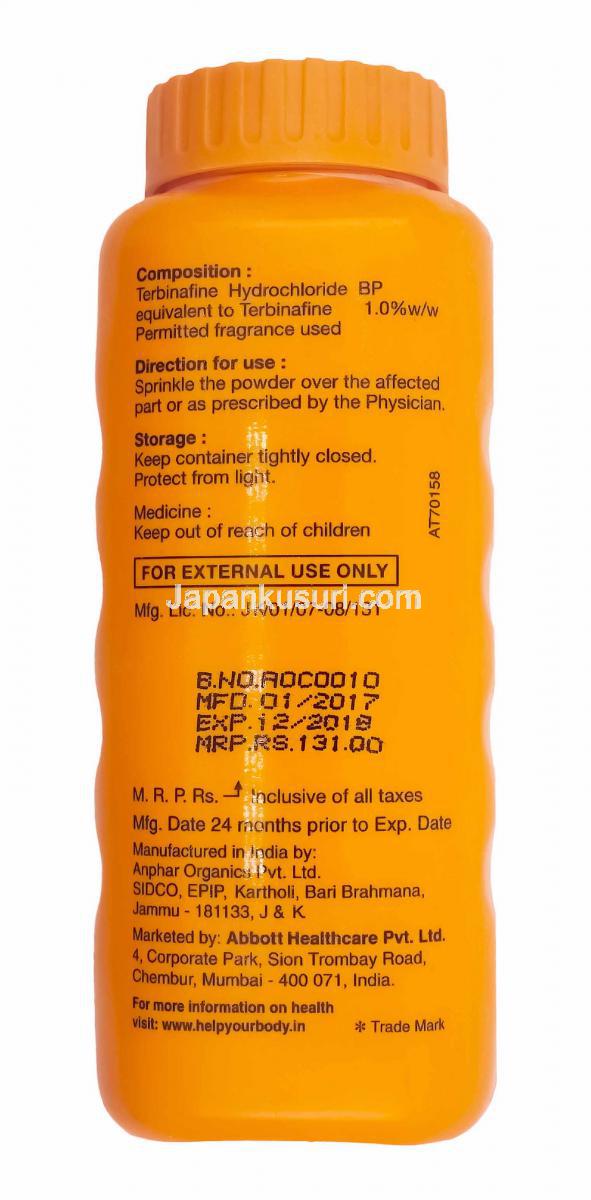 Composition :
Terbinafine Hydrochloride BP
equivalent to Terbinafine 1.0%w/w
Permitted fragrance used
Direction for use :
Sprinkle the powder over the affected
part or as prescribed by the Physician.
Storage :
Keep container tightly closed.
Protect from light.
Medicine :
Keep out of reach of children
AT70158
FOR EXTERNAL USE ONLY
Japankusuri.com
Mfg. Lic. No.: JK/01/07-08/151
B.NO.AOC0010
MFD.01/2017
EXP.12/2018
MRP.RS.131.00
M. R. P. Rs. Inclusive of all taxes
Mfg. Date 24 months prior to Exp. Date
Manufactured in India by:
Anphar Organics Pvt. Ltd.
SIDCO, EPIP, Kartholi, Bari Brahmana,
Jammu - 181133, J & K
Marketed by: Abbott Healthcare Pvt. Ltd.
4, Corporate Park, Sion Trombay Road,
Chembur, Mumbai - 400 071, India.
For more information on health
visit: www.helpyourbody.in * Trade Mark